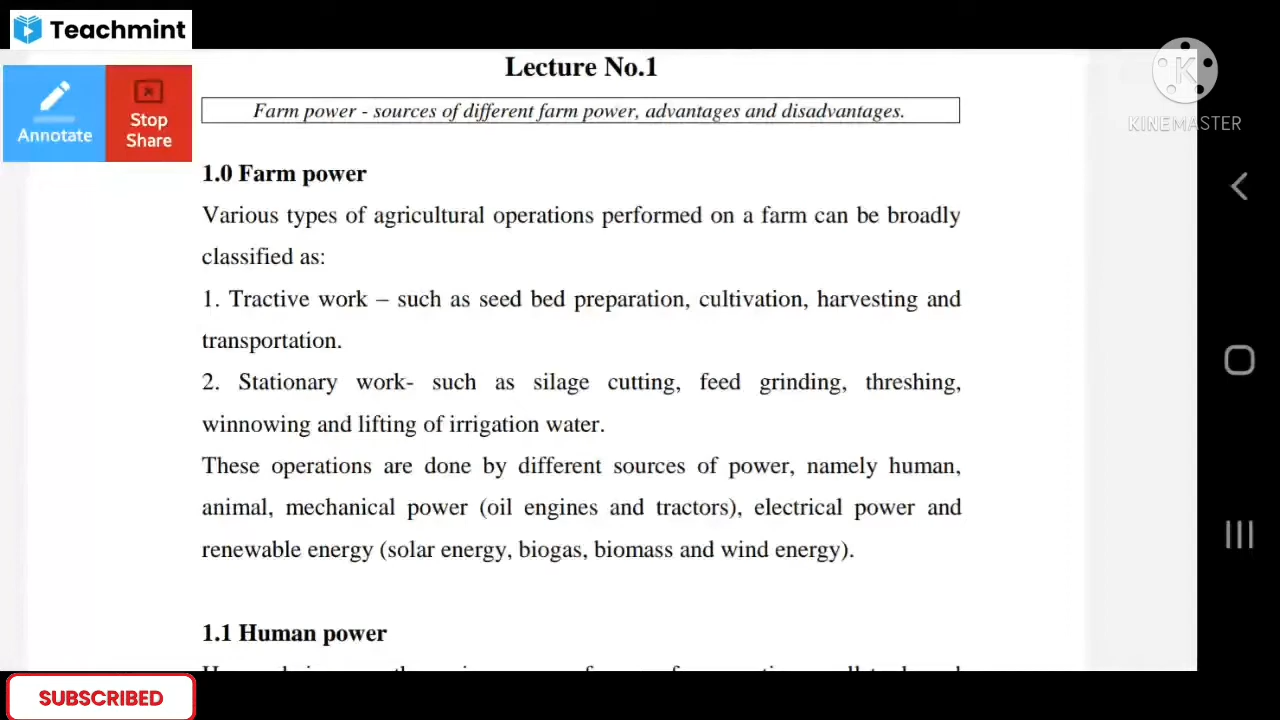 Teachmint
Annotate
Stop
Share
KINEMASTER
Lecture No.1
Farm power - sources of different farm power, advantages and disadvantages.
1.0 Farm power
Various types of agricultural operations performed on a farm can be broadly
classified as:
1. Tractive work – such as seed bed preparation, cultivation, harvesting and
transportation.
2. Stationary work- such as silage cutting, feed grinding, threshing,
winnowing and lifting of irrigation water.
These operations are done by different sources of power, namely human,
animal, mechanical power (oil engines and tractors), electrical power and
renewable energy (solar energy, biogas, biomass and wind energy).
1.1 Human power
SUBSCRIBED